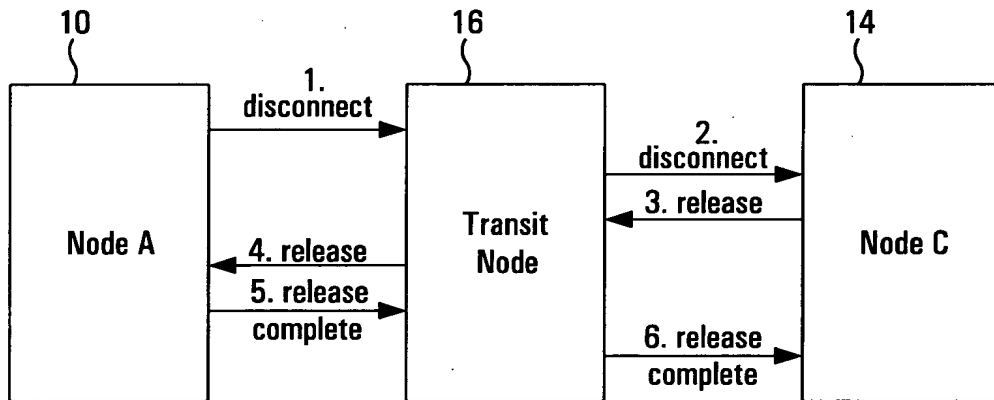 10
16
14
1.
disconnect
2.
disconnect
3. release
Node A
Transit
Node
Node C
4. release
5. release
complete
6. release
complete